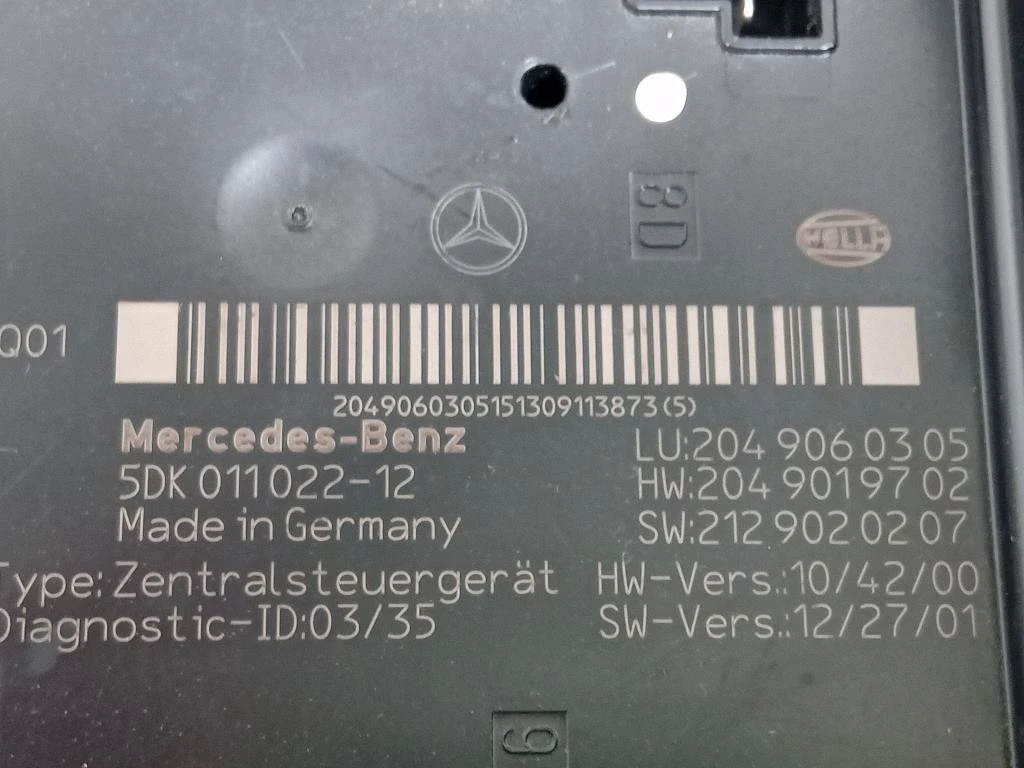 8D
HELLA
Q01
2049060305151309113873(5)
Mercedes-Benz
LU:204 906 03 05
5DK 011 022-12
HW:204 901 97 02
Made in Germany
SW:212 902 02 07
Type:Zentralsteuergerät
HW-Vers.:10/42/00
Diagnostic-ID:03/35
SW-Vers.:12/27/01